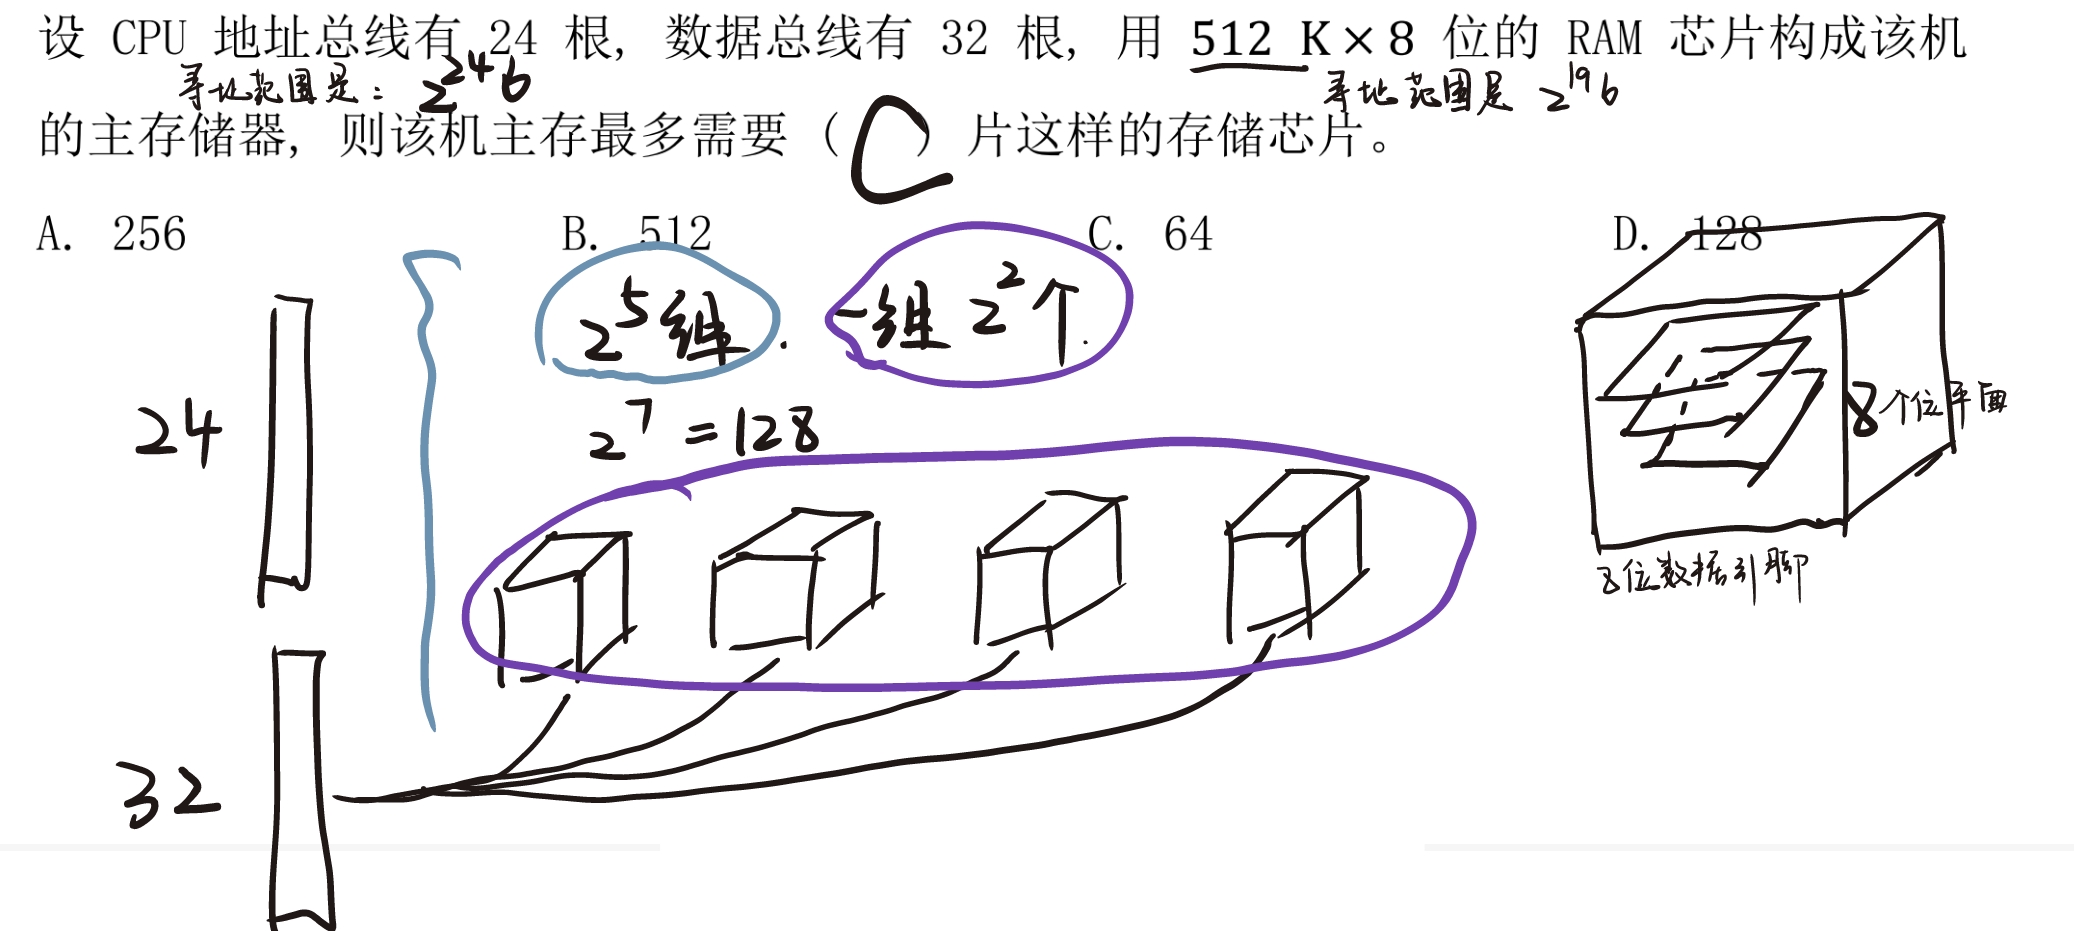 设 CPU 地址总线有 24 根, 数据总线有 32 根, 用 512 K×8 位的 RAM 芯片构成该机
寻址范围是: 2^24 b
寻地范围是 2^19 b
的主存储器, 则该机主存最多需要 ( C ) 片这样的存储芯片。
A. 256 B. 512 C. 64 D. 128
2^5 组. 一组 2^2 个.
24
2^7 =128
8个位平面
8位数据引脚
32